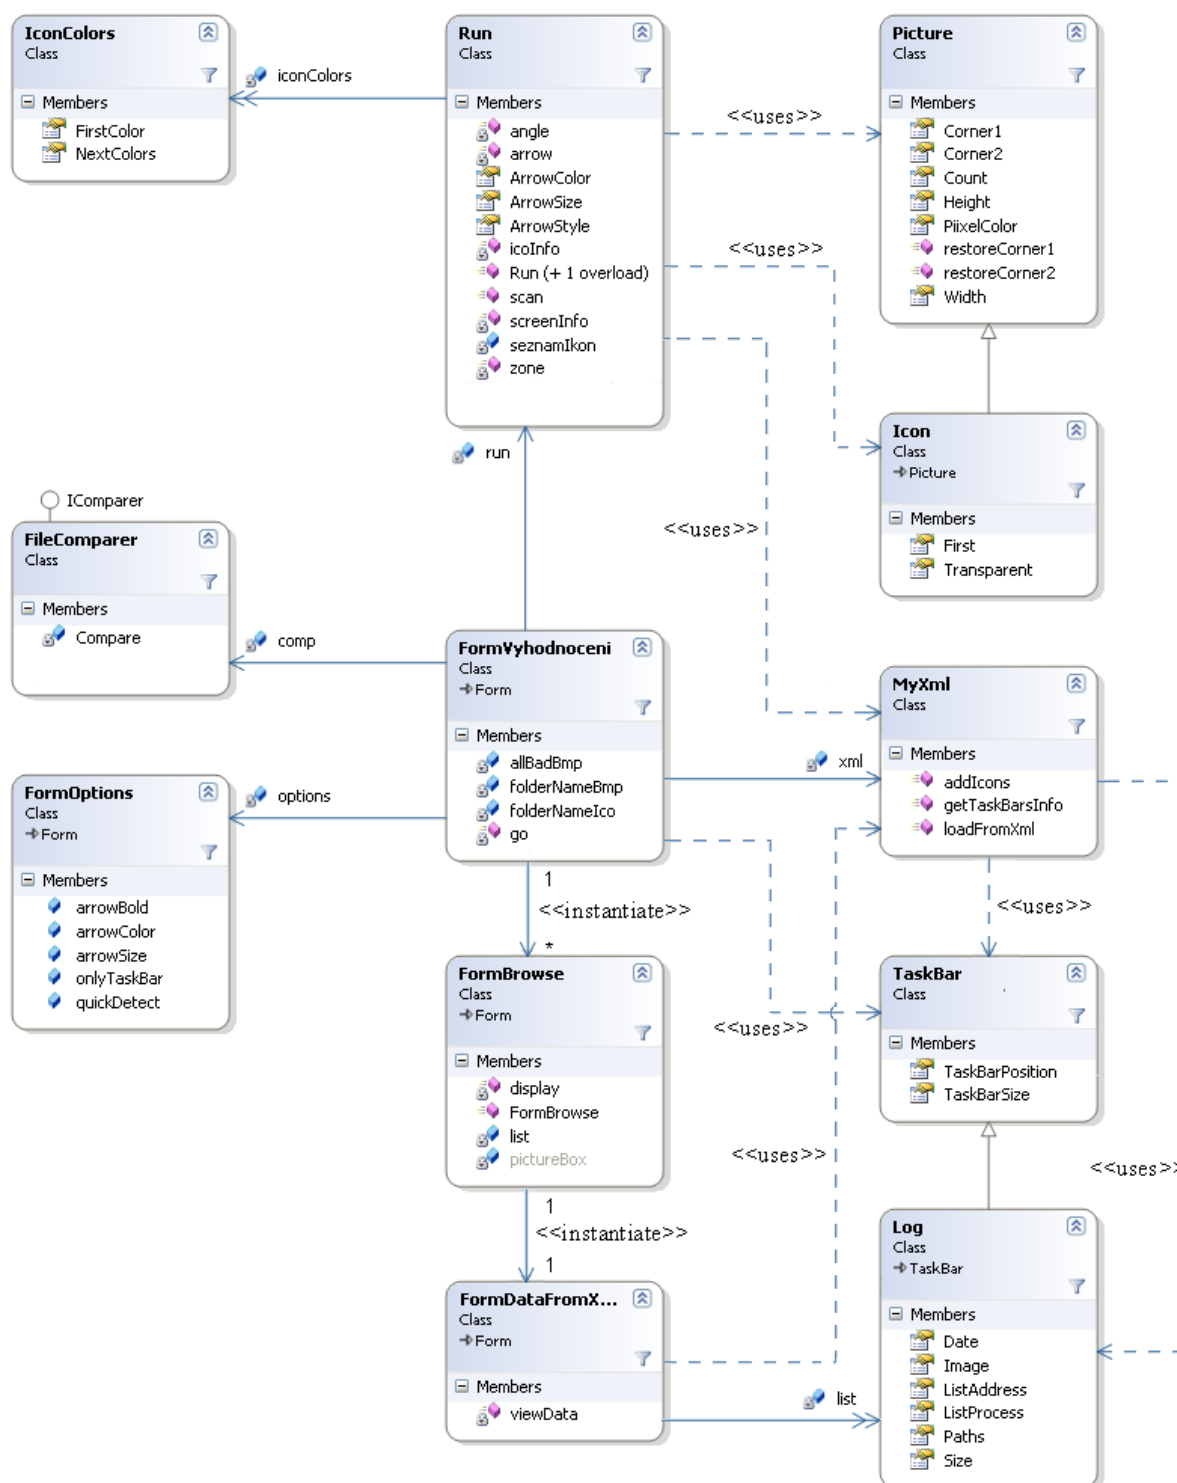 IconColors
Class
Members
FirstColor
NextColors
iconColors
Run
Class
Members
angle
arrow
ArrowColor
ArrowSize
ArrowStyle
icoInfo
Run (+ 1 overload)
scan
screenInfo
seznamIkon
zone
<<uses>>
<<uses>>
<<uses>>
Picture
Class
Members
Corner1
Corner2
Count
Height
PiixelColor
restoreCorner1
restoreCorner2
Width
Icon
Class
Picture
Members
First
Transparent
run
IComparer
FileComparer
Class
Members
Compare
comp
FormVyhodnoceni
Class
Form
Members
allBadBmp
folderNameBmp
folderNameIco
go
xml
MyXml
Class
Members
addIcons
getTaskBarsInfo
loadFromXml
FormOptions
Class
Form
Members
arrowBold
arrowColor
arrowSize
onlyTaskBar
quickDetect
options
1
<<instantiate>>
*
<<uses>>
FormBrowse
Class
Form
Members
display
FormBrowse
list
pictureBox
<<uses>>
TaskBar
Class
Members
TaskBarPosition
TaskBarSize
<<uses>>
<<uses>>
1
<<instantiate>>
1
FormDataFromX...
Class
Form
Members
viewData
list
Log
Class
TaskBar
Members
Date
Image
ListAddress
ListProcess
Paths
Size